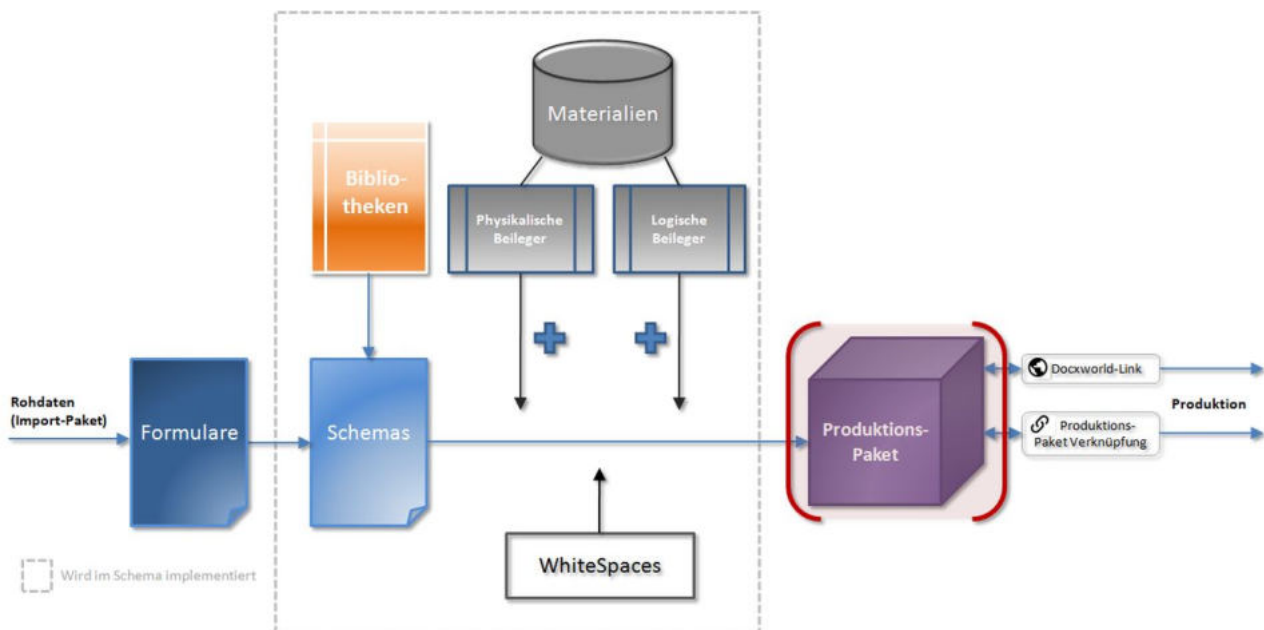 Materialien
Biblio-
theken
Physikalische
Beileger
Logische
Beileger
Rohdaten
(Import-Paket)
Formulare
Schemas
Produktions-
Paket
Docxworld-Link
Produktion
Produktions-
Paket Verknüpfung
WhiteSpaces
Wird im Schema implementiert